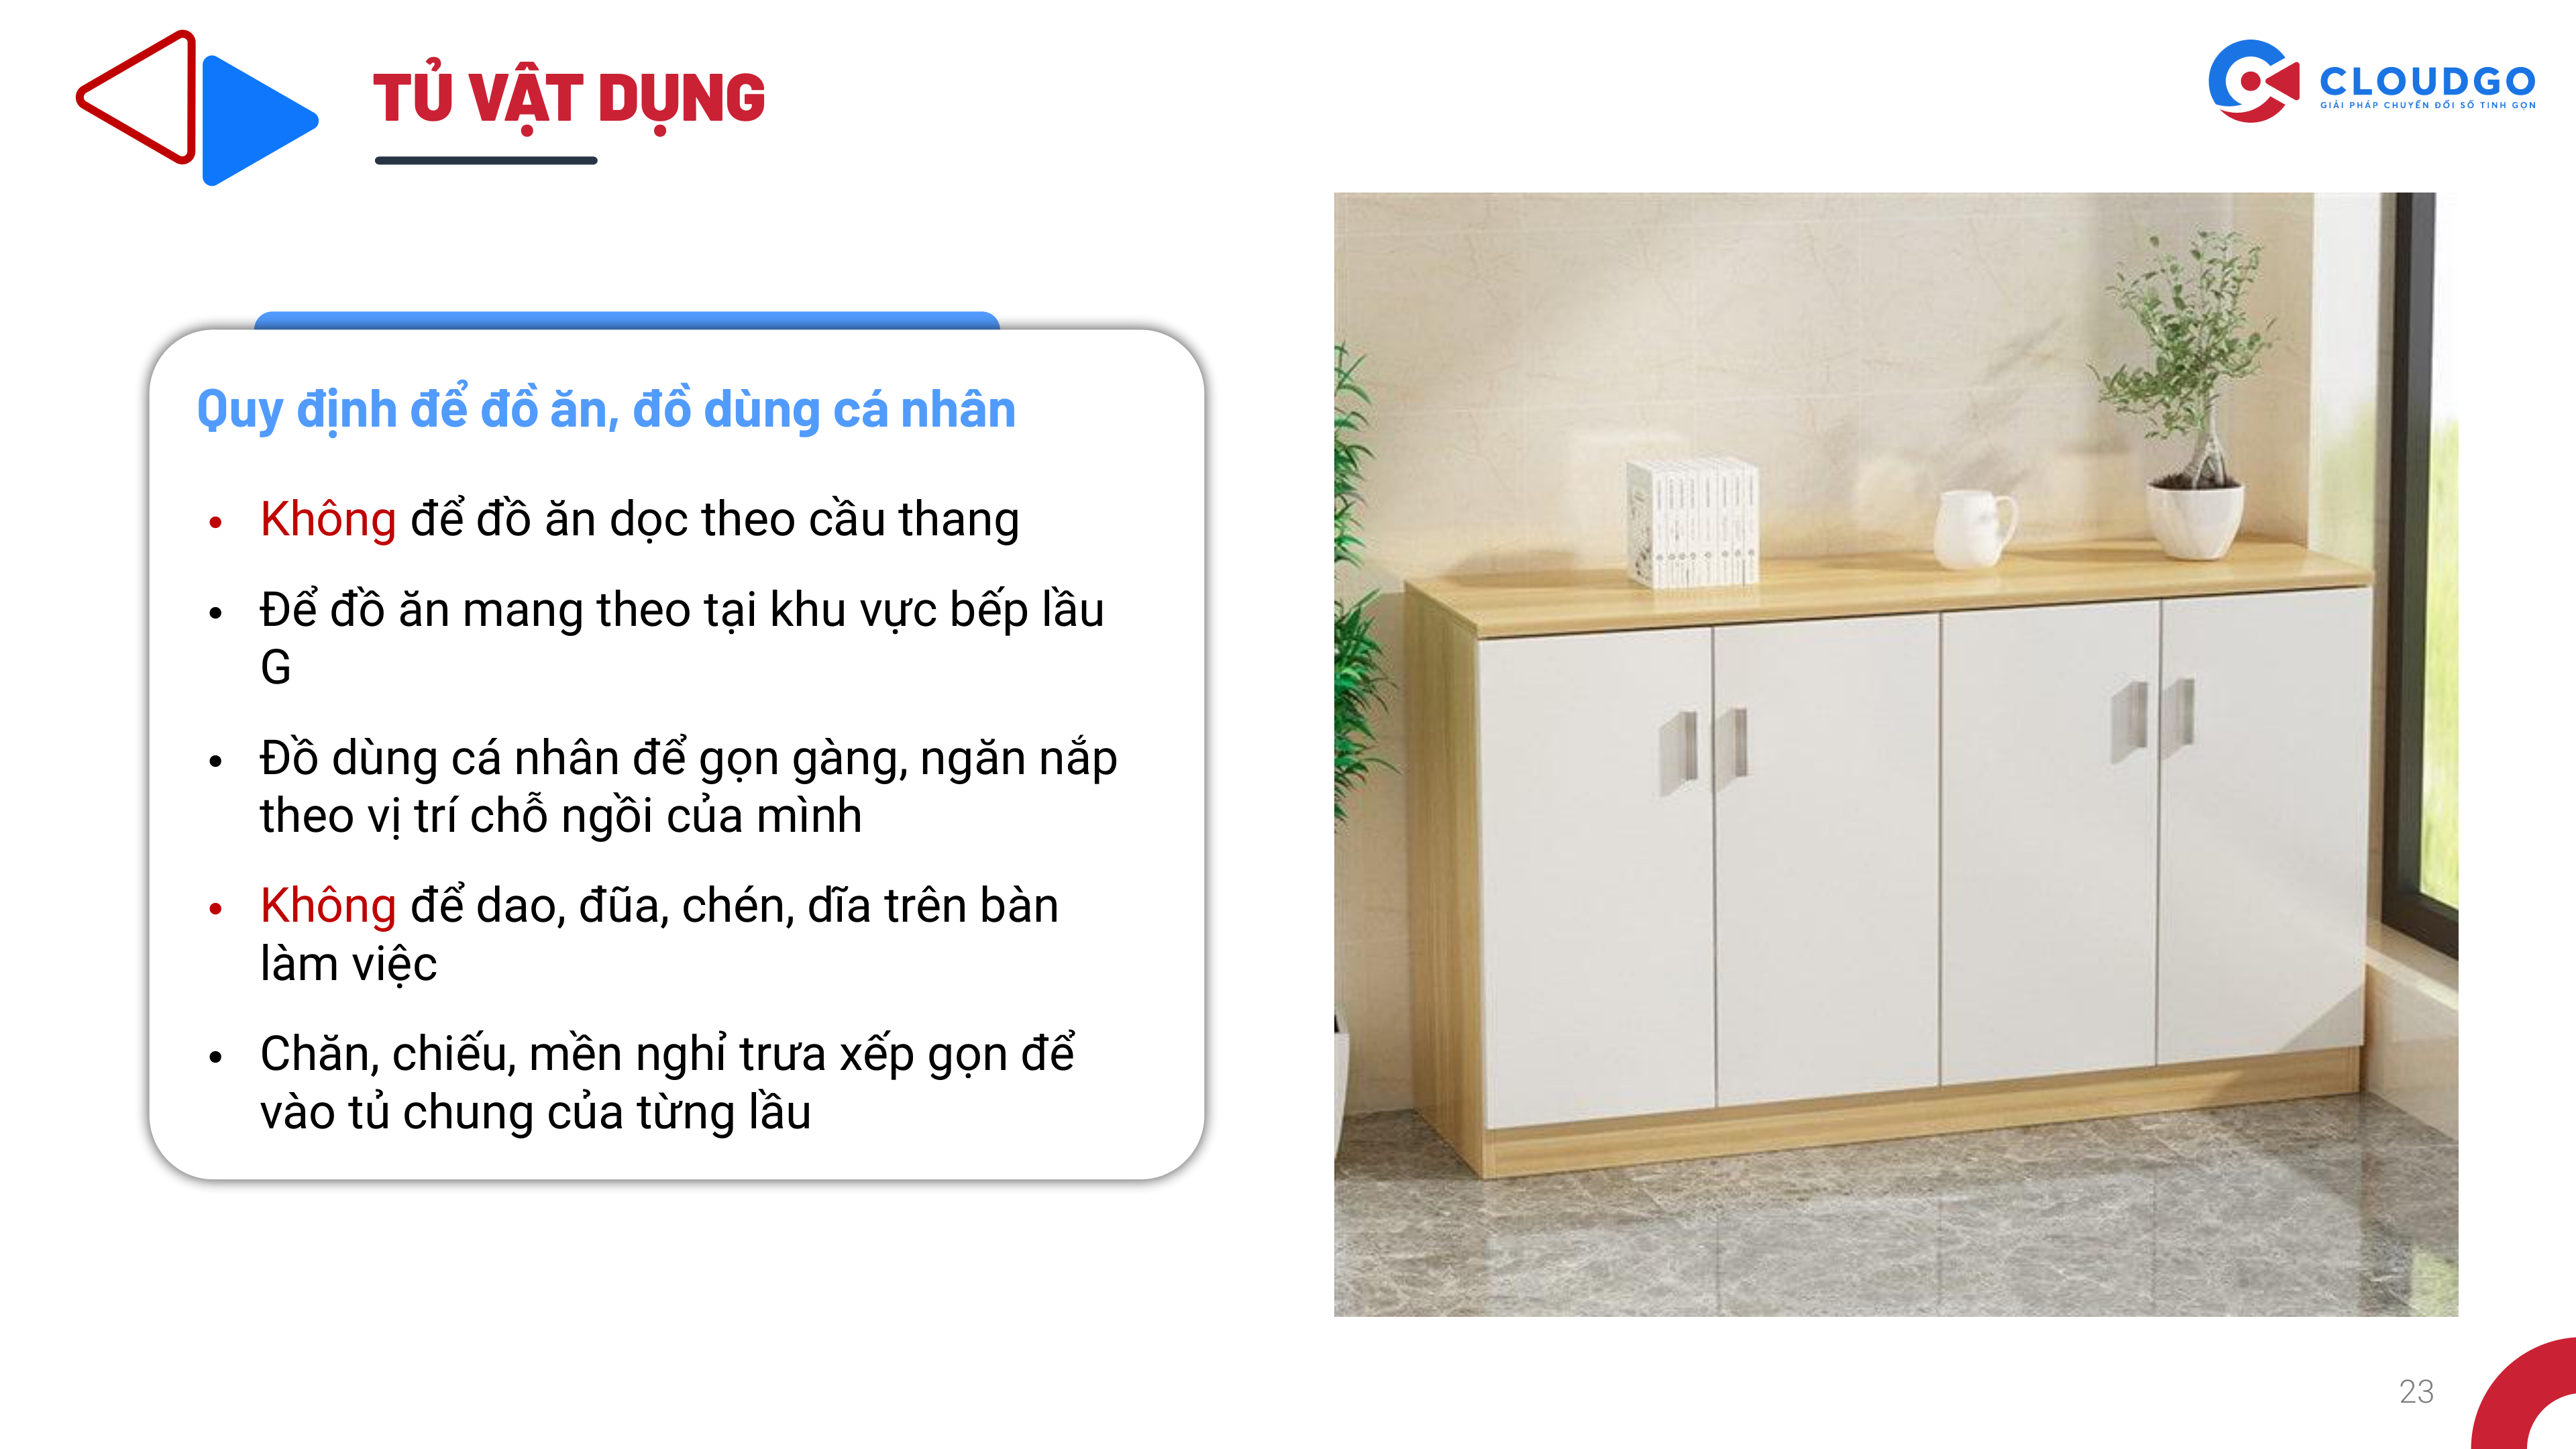 TỦ VẬT DỤNG
CLOUDGO
GIẢI PHÁP CHUYỂN ĐỔI SỐ TINH GỌN
Quy định để đồ ăn, đồ dùng cá nhân
• Không để đồ ăn dọc theo cầu thang
• Để đồ ăn mang theo tại khu vực bếp lầu
G
• Đồ dùng cá nhân để gọn gàng, ngăn nắp
theo vị trí chỗ ngồi của mình
• Không để dao, đũa, chén, dĩa trên bàn
làm việc
• Chăn, chiếu, mền nghỉ trưa xếp gọn để
vào tủ chung của từng lầu
23